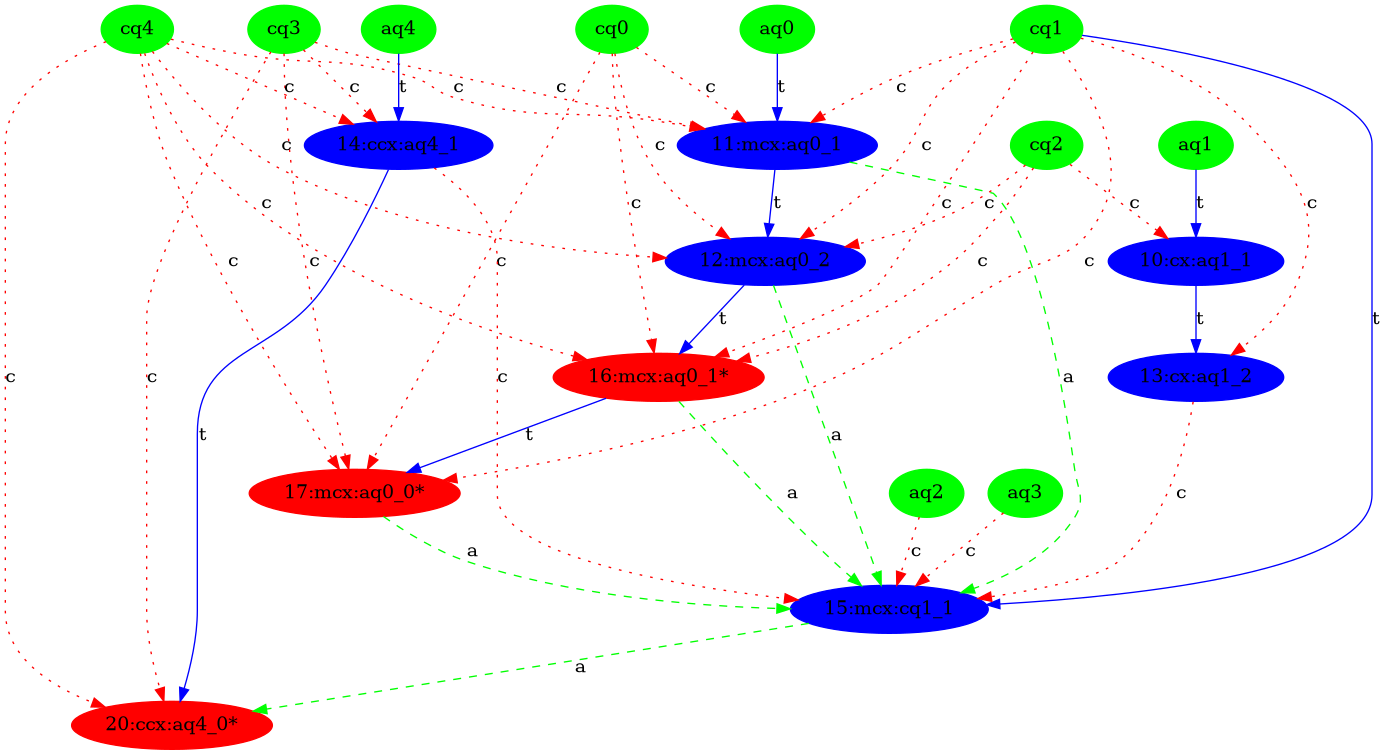 cq4 cq3 aq4 cq0 aq0 cq1
c c t c c c t c
14:ccx:aq4_1 11:mcx:aq0_1 cq2 aq1
c c c
c c t c c c c t
12:mcx:aq0_2 10:cx:aq1_1
c c c c c
t t t
16:mcx:aq0_1* 13:cx:aq1_2
c c c a
t t a
17:mcx:aq0_0* aq2 aq3
a a c c c
15:mcx:cq1_1
a
20:ccx:aq4_0*